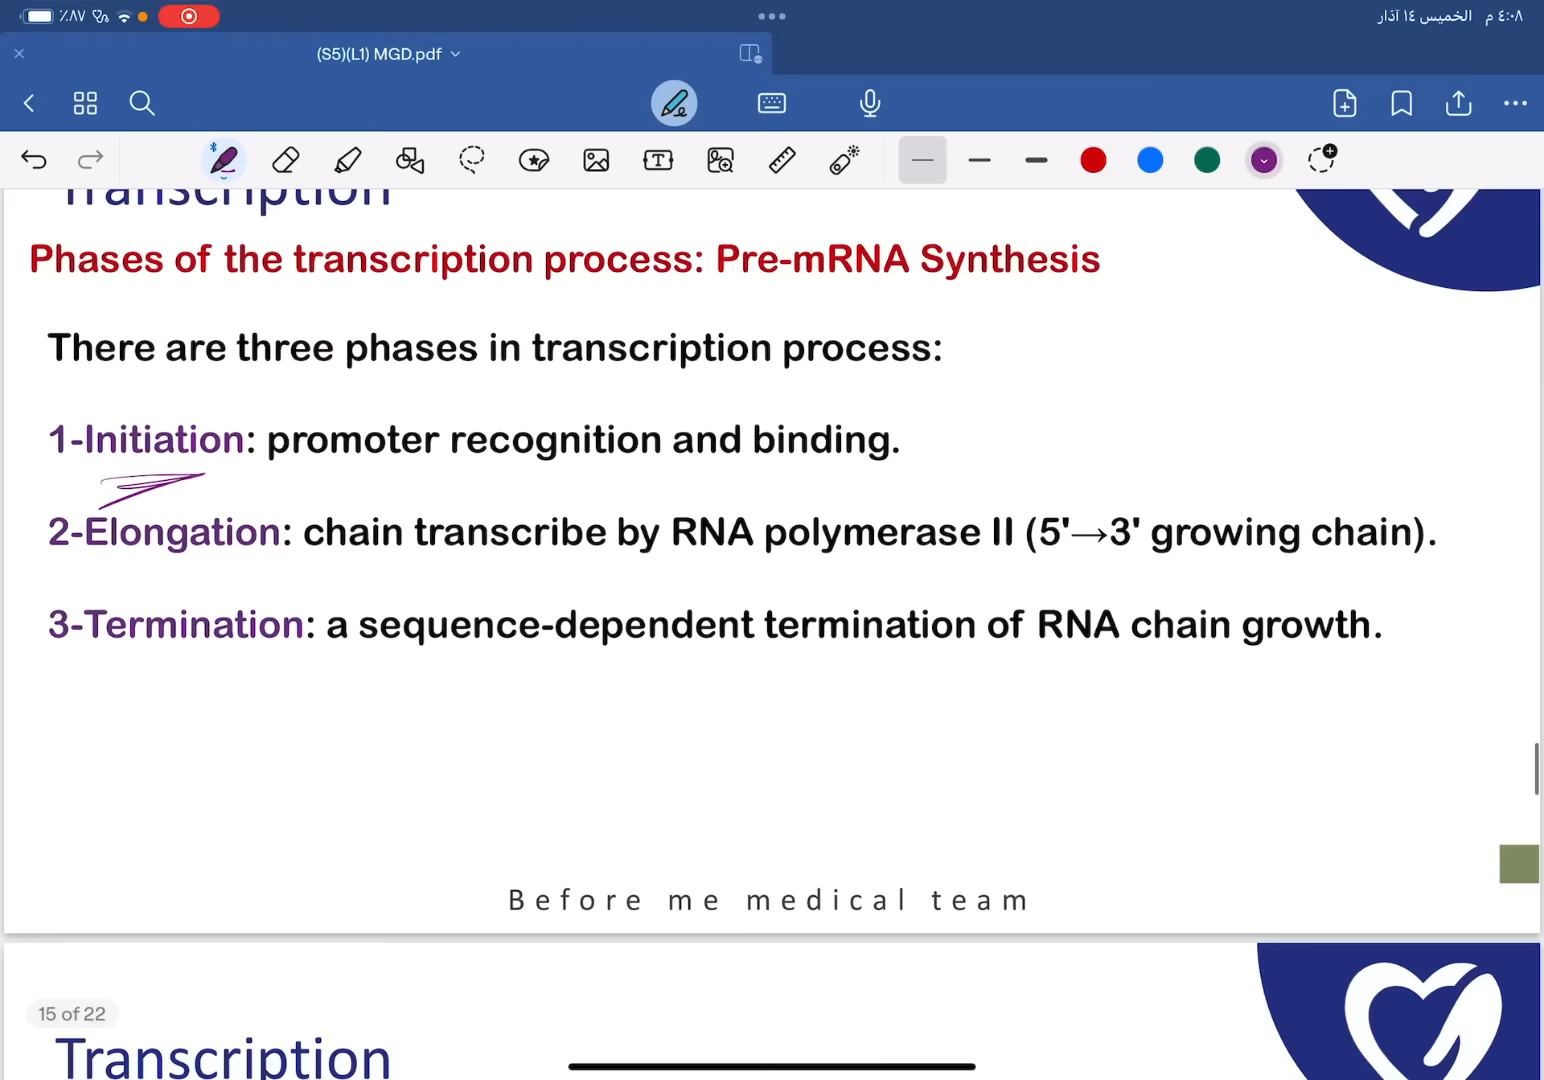 ٪٨٧
٤:٠٨ م الخميس ١٤ آذار
(S5)(L1) MGD.pdf
Transcription
Phases of the transcription process: Pre-mRNA Synthesis
There are three phases in transcription process:
1-Initiation: promoter recognition and binding.
2-Elongation: chain transcribe by RNA polymerase II (5'→3' growing chain).
3-Termination: a sequence-dependent termination of RNA chain growth.
Before me medical team
15 of 22
Transcription